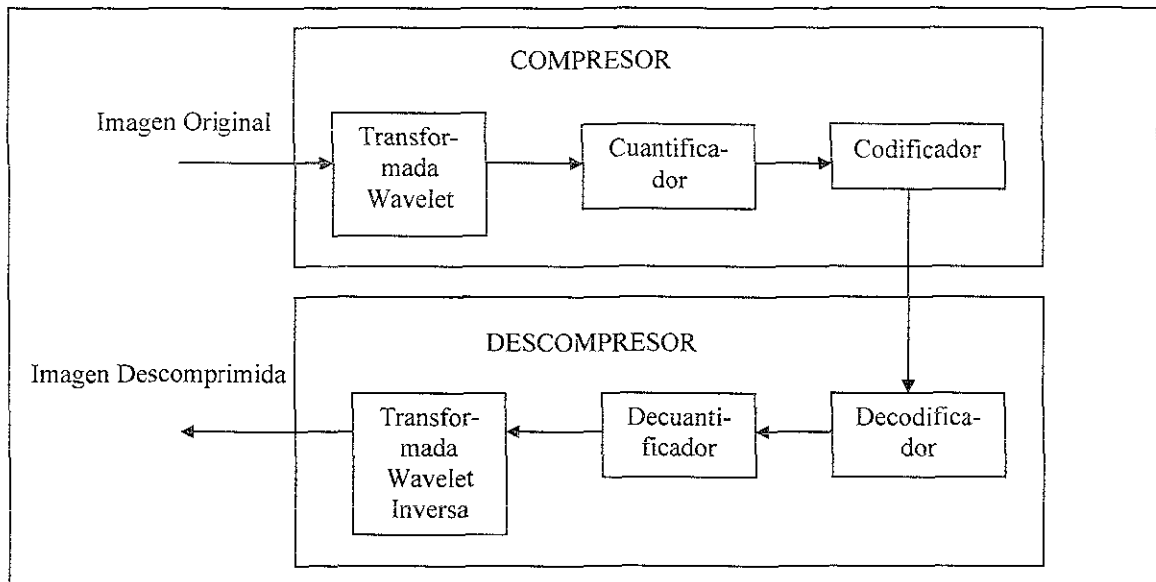 COMPRESOR
Imagen Original
Transfor-
mada
Wavelet
Cuantifica-
dor
Codificador
DESCOMPRESOR
Imagen Descomprimida
Transfor-
mada
Wavelet
Inversa
Decuanti-
ficador
Decodifica-
dor